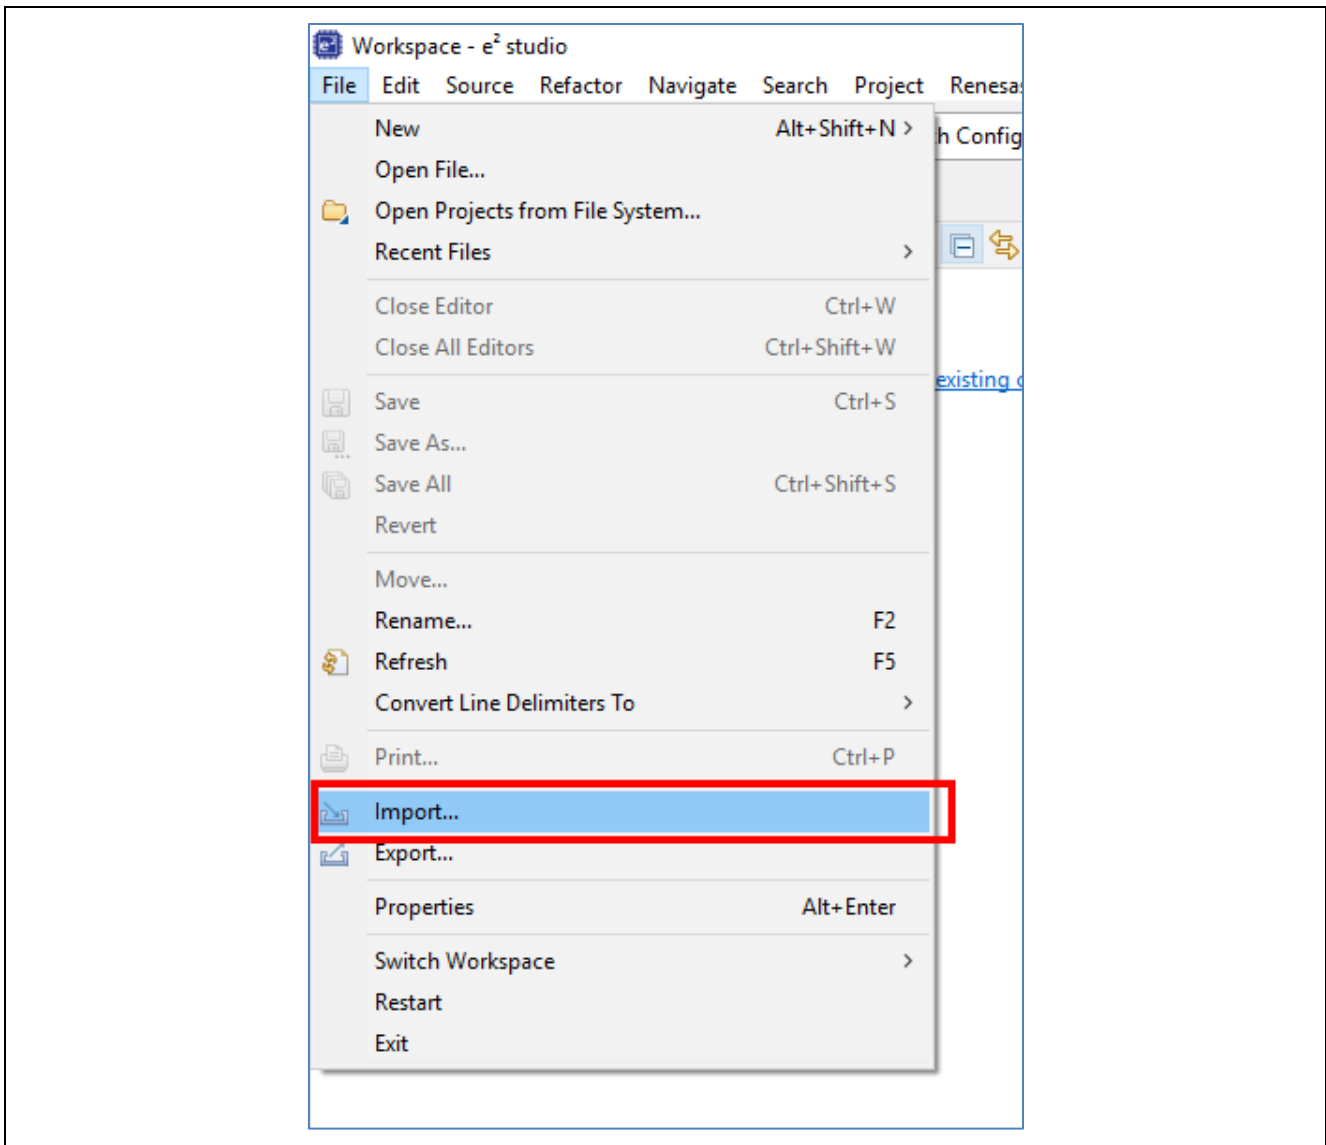 Workspace - e² studio
File Edit Source Refactor Navigate Search Project Renesas
New Alt+Shift+N >
h Config
Open File...
Open Projects from File System...
Recent Files >
Close Editor Ctrl+W
Close All Editors Ctrl+Shift+W
existing
Save Ctrl+S
Save As...
Save All Ctrl+Shift+S
Revert
Move...
Rename... F2
Refresh F5
Convert Line Delimiters To >
Print... Ctrl+P
Import...
Export...
Properties Alt+Enter
Switch Workspace >
Restart
Exit